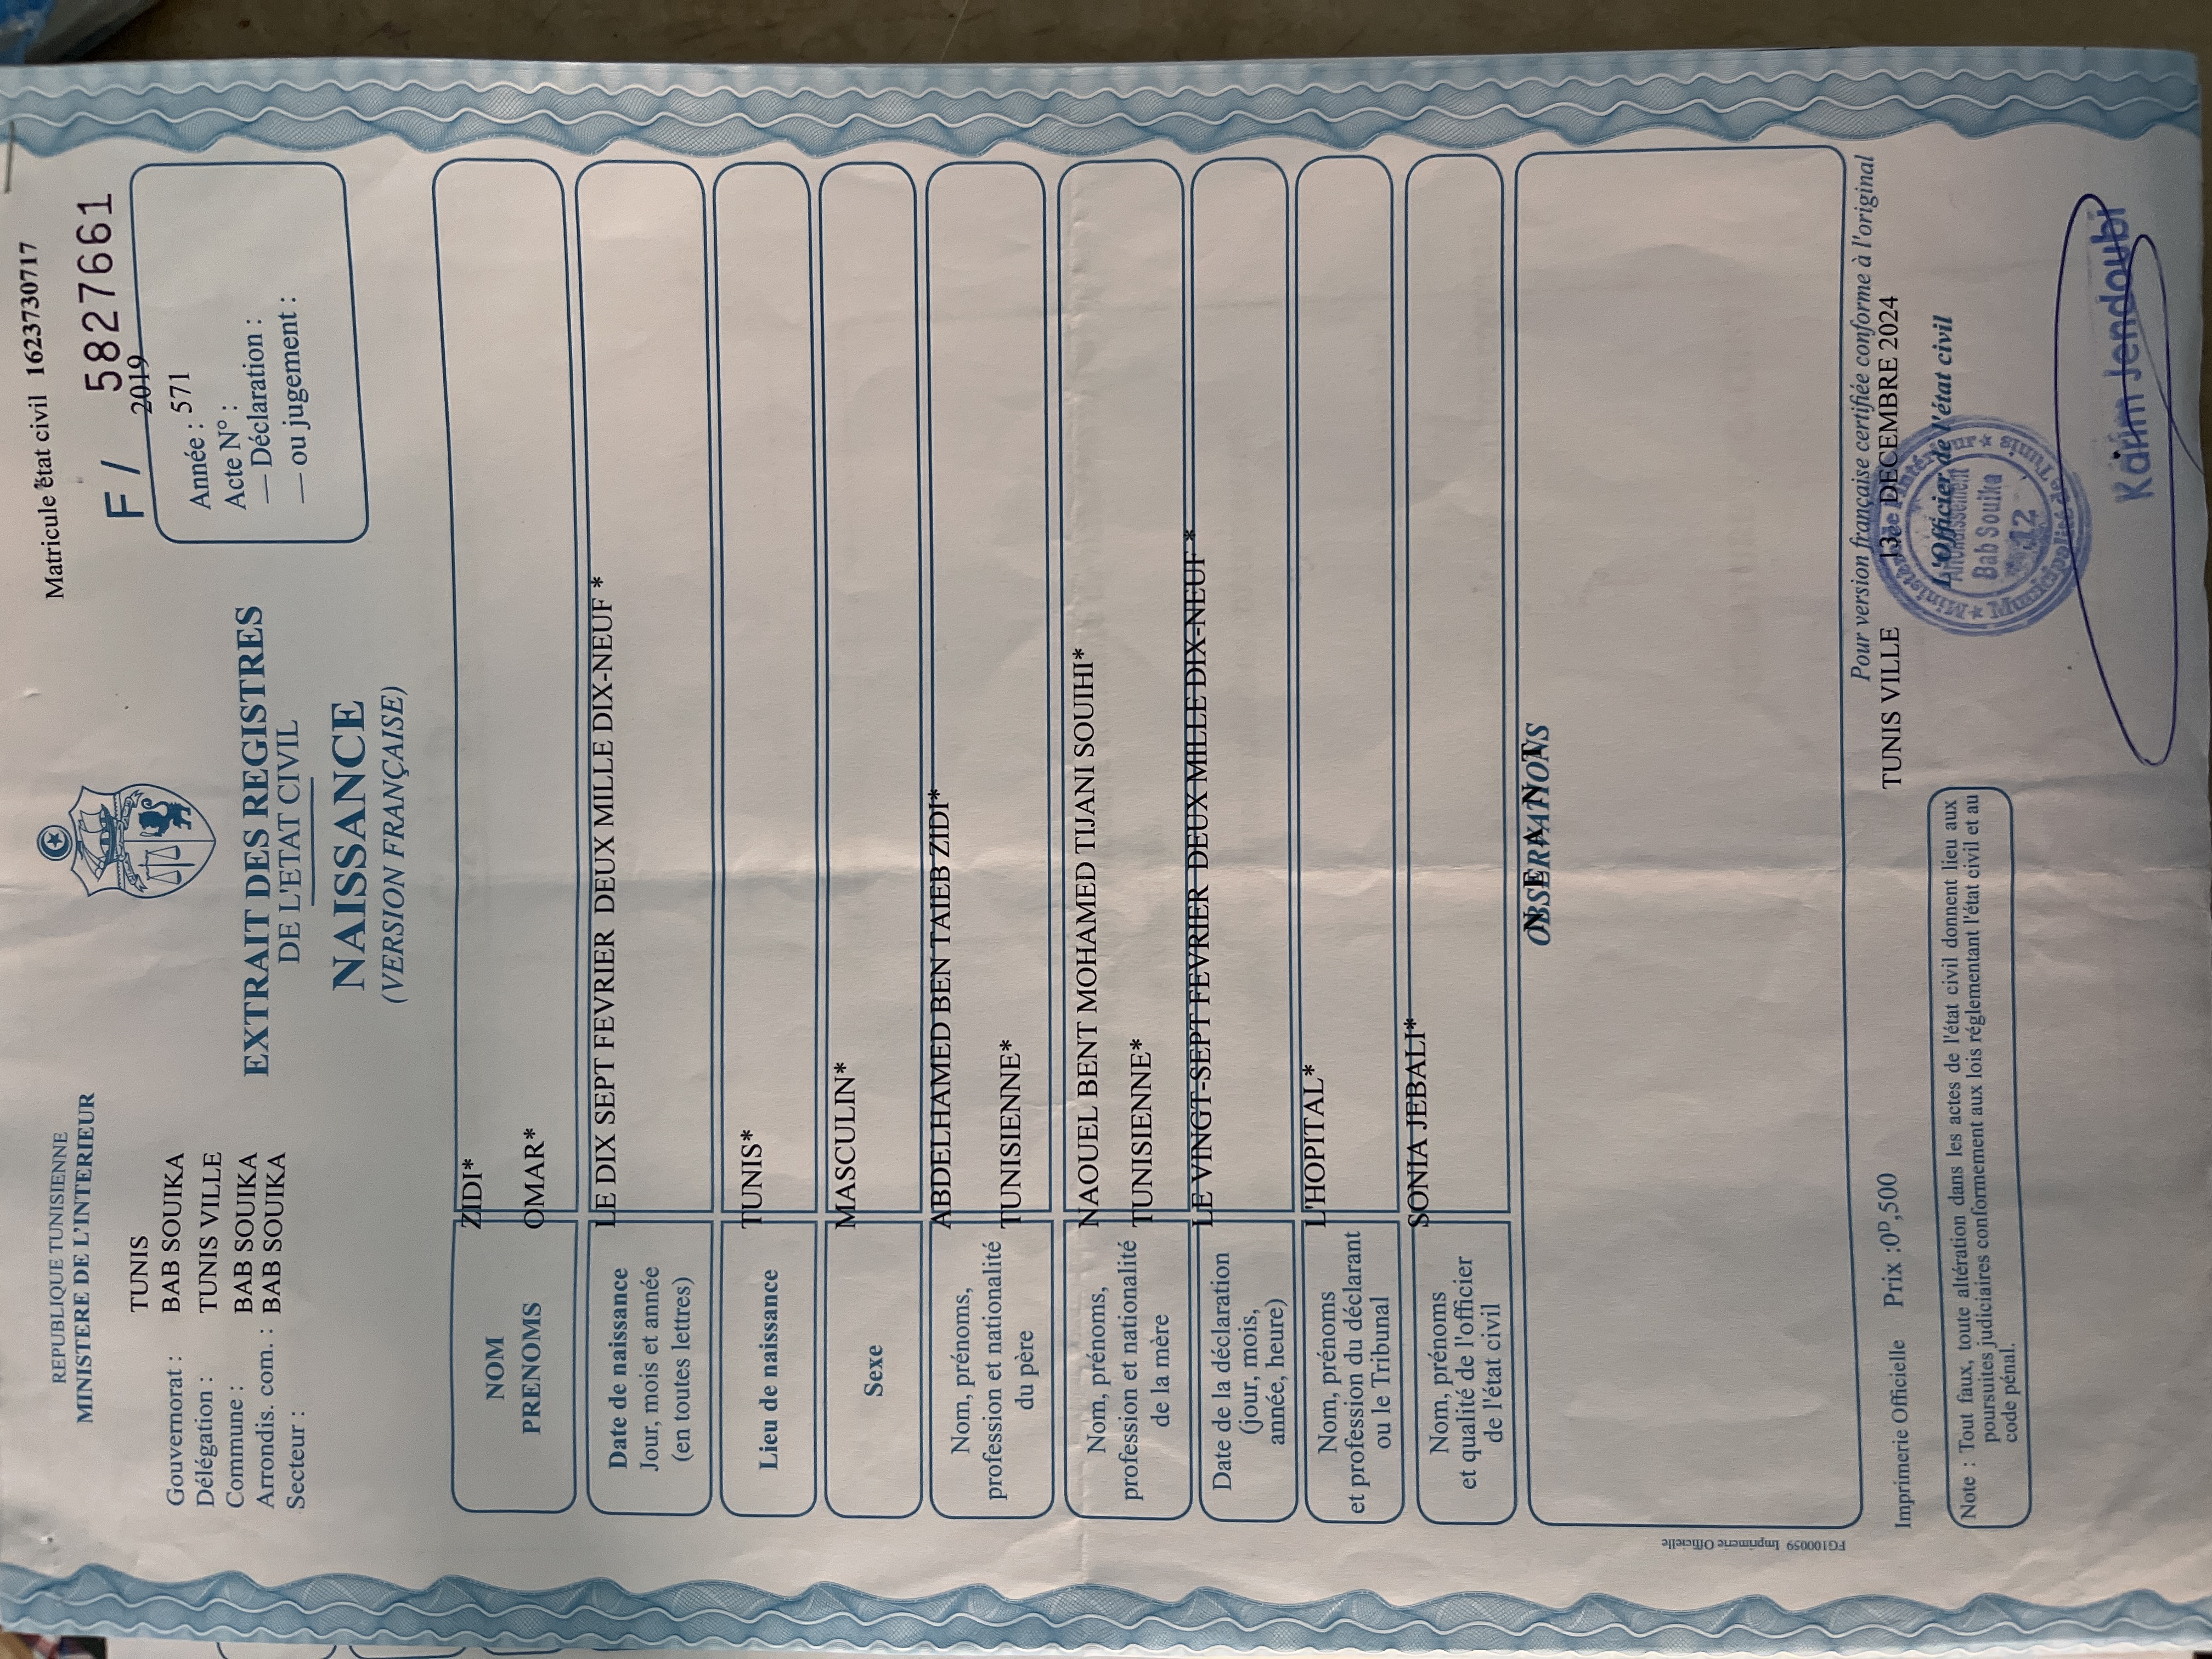 REPUBLIQUE TUNISIENNE
MINISTERE DE L'INTERIEUR
Matricule état civil 16237730717
F / 5827661
Gouvernorat : TUNIS
Délégation : BAB SOUIKA
Commune : TUNIS VILLE
Arrondis. com. : BAB SOUIKA
Secteur : BAB SOUIKA
EXTRAIT DES REGISTRES
DE L'ETAT CIVIL
NAISSANCE
(VERSION FRANÇAISE)
2019
Année : 571
Acte N° :
— Déclaration :
— ou jugement :
NOM ZIDI*
PRENOMS OMAR*
Date de naissance
Jour, mois et année
(en toutes lettres)
LE DIX SEPT FEVRIER DEUX MILLE DIX-NEUF *
Lieu de naissance TUNIS*
Sexe MASCULIN*
Nom, prénoms,
profession et nationalité
du père
ABDELHAMED BEN TAIEB ZIDI*
TUNISIENNE*
Nom, prénoms,
profession et nationalité
de la mère
NAOUEL BENT MOHAMED TIJANI SOUIHI*
TUNISIENNE*
Date de la déclaration
(jour, mois,
année, heure)
LE VINGT-SEPT FEVRIER DEUX MILLE DIX-NEUF *
Nom, prénoms
et profession du déclarant
ou le Tribunal
L'HOPITAL*
Nom, prénoms
et qualité de l'officier
de l'état civil
SONIA JEBALI*
OBSERVATIONS
FG100059 Imprimerie Officielle
Imprimerie Officielle Prix :0D,500
Pour version française certifiée conforme à l'original
TUNIS VILLE 13 DECEMBRE 2024
L'Officier de l'état civil
Arrondissement
Bab Souika
12
Municipalité de Tunis
Karim Jendoubi
Note : Tout faux, toute altération dans les actes de l'état civil donnent lieu aux
poursuites judiciaires conformement aux lois réglementant l'état civil et au
code pénal.